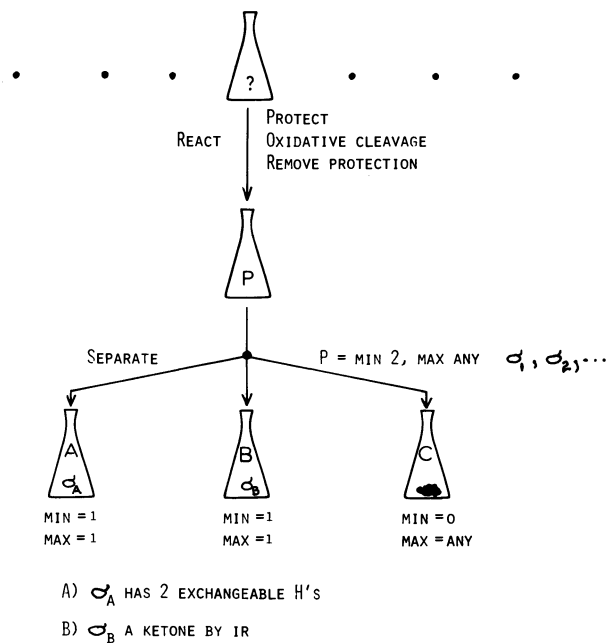 ?
PROTECT
REACT OXIDATIVE CLEAVAGE
REMOVE PROTECTION
P
SEPARATE P = MIN 2, MAX ANY σ₁, σ₂, ...
A B C
σA σB
MIN =1 MIN =1 MIN =0
MAX =1 MAX =1 MAX =ANY
A) σA HAS 2 EXCHANGEABLE H'S
B) σB A KETONE BY IR